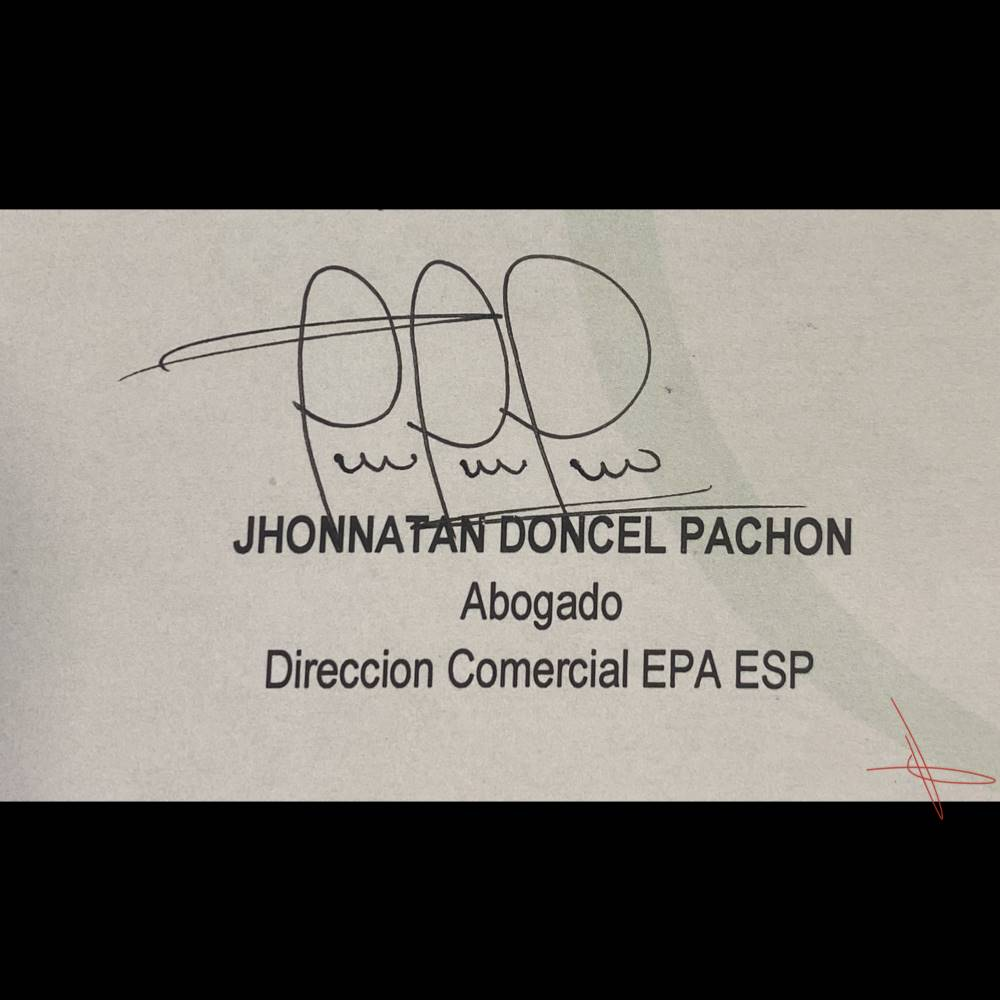 JHONNATAN DONCEL PACHON
Abogado
Direccion Comercial EPA ESP